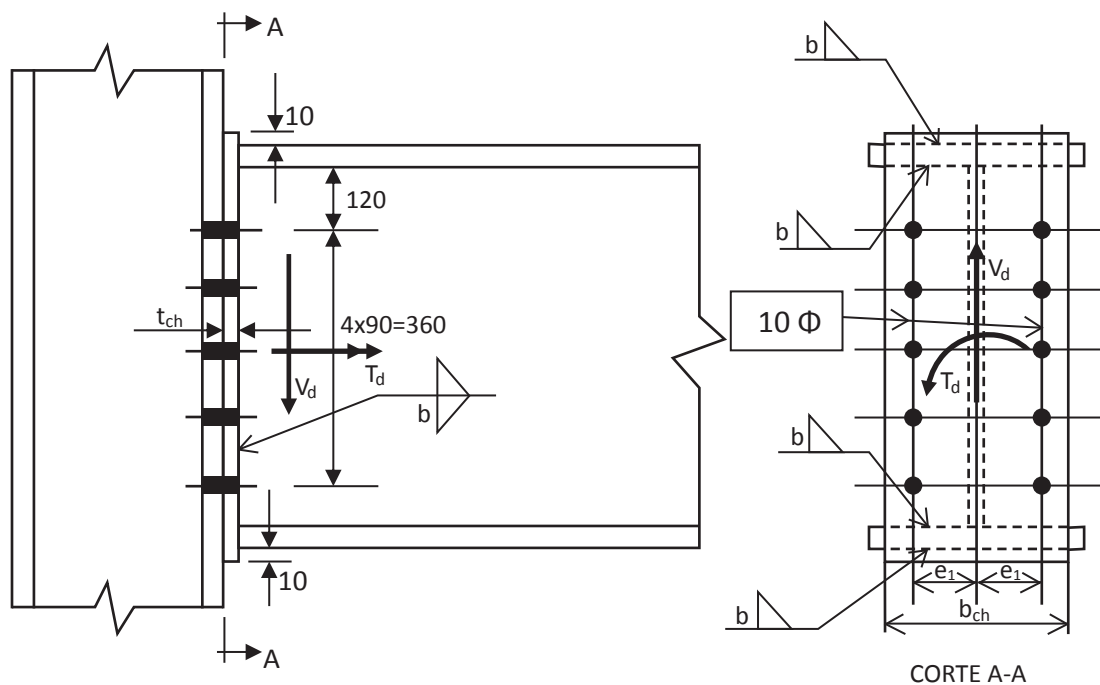 A
10
120
t_ch
4x90=360
V_d
T_d
b
10
A
b
b
V_d
10 Φ
T_d
b
e_1
e_1
b
b_ch
CORTE A-A